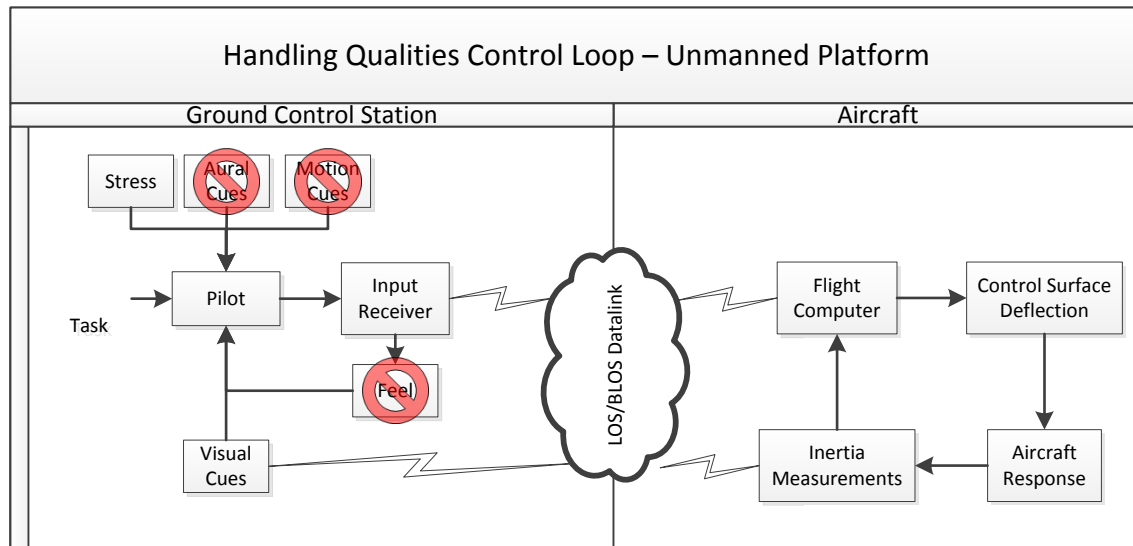 Handling Qualities Control Loop – Unmanned Platform
Ground Control Station
Aircraft
Stress
Aural
Cues
Motion
Cues
Task
Pilot
Input
Receiver
Feel
Visual
Cues
LOS/BLOS Datalink
Flight
Computer
Control Surface
Deflection
Inertia
Measurements
Aircraft
Response